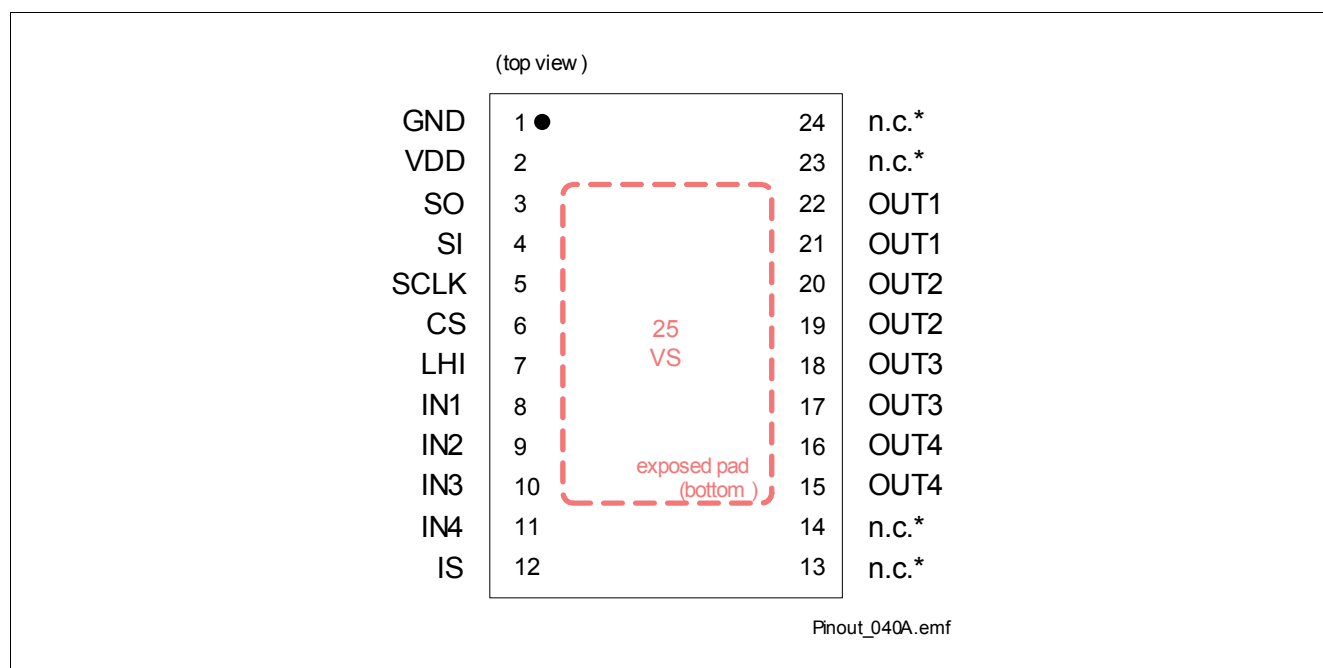 (top view )
GND 1 24 n.c.*
VDD 2 23 n.c.*
SO 3 22 OUT1
SI 4 21 OUT1
SCLK 5 20 OUT2
CS 6 19 OUT2
25
VS
LHI 7 18 OUT3
IN1 8 17 OUT3
IN2 9 16 OUT4
exposed pad
(bottom )
IN3 10 15 OUT4
IN4 11 14 n.c.*
IS 12 13 n.c.*
Pinout_040A.emf